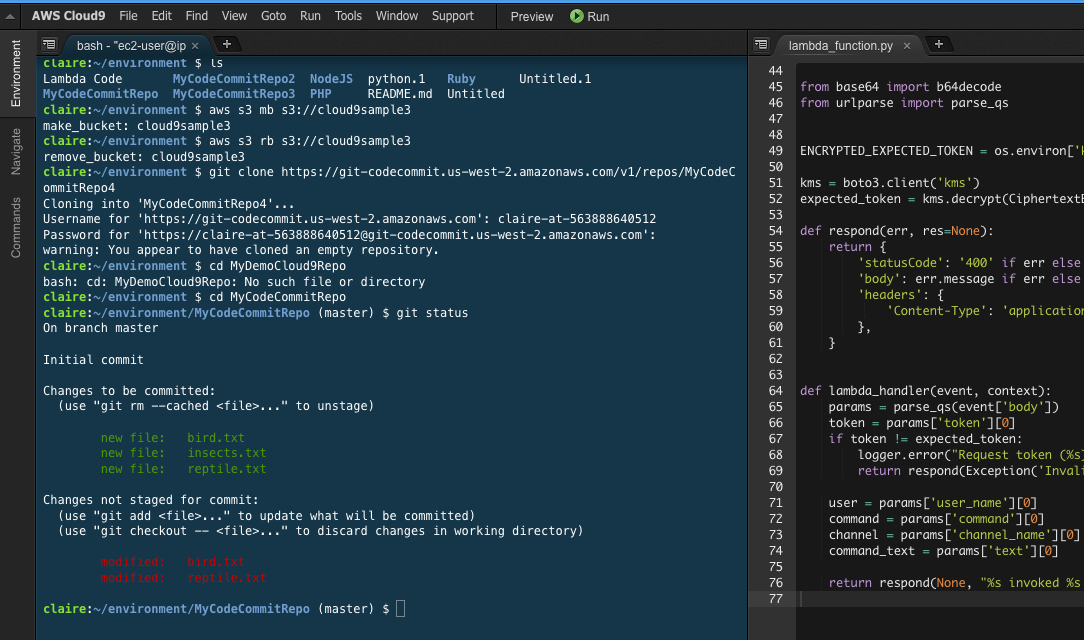 AWS Cloud9 File Edit Find View Goto Run Tools Window Support Preview Run
Environment
Navigate
Commands
bash - "ec2-user@ip ×
claire:~/environment $ ls
Lambda Code MyCodeCommitRepo2 NodeJS python.1 Ruby Untitled.1
MyCodeCommitRepo MyCodeCommitRepo3 PHP README.md Untitled
claire:~/environment $ aws s3 mb s3://cloud9sample3
make_bucket: cloud9sample3
claire:~/environment $ aws s3 rb s3://cloud9sample3
remove_bucket: cloud9sample3
claire:~/environment $ git clone https://git-codecommit.us-west-2.amazonaws.com/v1/repos/MyCodeC
ommitRepo4
Cloning into 'MyCodeCommitRepo4'...
Username for 'https://git-codecommit.us-west-2.amazonaws.com': claire-at-563888640512
Password for 'https://claire-at-563888640512@git-codecommit.us-west-2.amazonaws.com':
warning: You appear to have cloned an empty repository.
claire:~/environment $ cd MyDemoCloud9Repo
bash: cd: MyDemoCloud9Repo: No such file or directory
claire:~/environment $ cd MyCodeCommitRepo
claire:~/environment/MyCodeCommitRepo (master) $ git status
On branch master
Initial commit
Changes to be committed:
(use "git rm --cached <file>..." to unstage)
new file: bird.txt
new file: insects.txt
new file: reptile.txt
Changes not staged for commit:
(use "git add <file>..." to update what will be committed)
(use "git checkout -- <file>..." to discard changes in working directory)
modified: bird.txt
modified: reptile.txt
claire:~/environment/MyCodeCommitRepo (master) $
lambda_function.py ×
44
45 from base64 import b64decode
46 from urlparse import parse_qs
47
48
49 ENCRYPTED_EXPECTED_TOKEN = os.environ['
50
51 kms = boto3.client('kms')
52 expected_token = kms.decrypt(Ciphertext
53
54 def respond(err, res=None):
55 return {
56 'statusCode': '400' if err else
57 'body': err.message if err else
58 'headers': {
59 'Content-Type': 'application
60 },
61 }
62
63
64 def lambda_handler(event, context):
65 params = parse_qs(event['body'])
66 token = params['token'][0]
67 if token != expected_token:
68 logger.error("Request token (%s)
69 return respond(Exception('Invali
70
71 user = params['user_name'][0]
72 command = params['command'][0]
73 channel = params['channel_name'][0]
74 command_text = params['text'][0]
75
76 return respond(None, "%s invoked %s
77